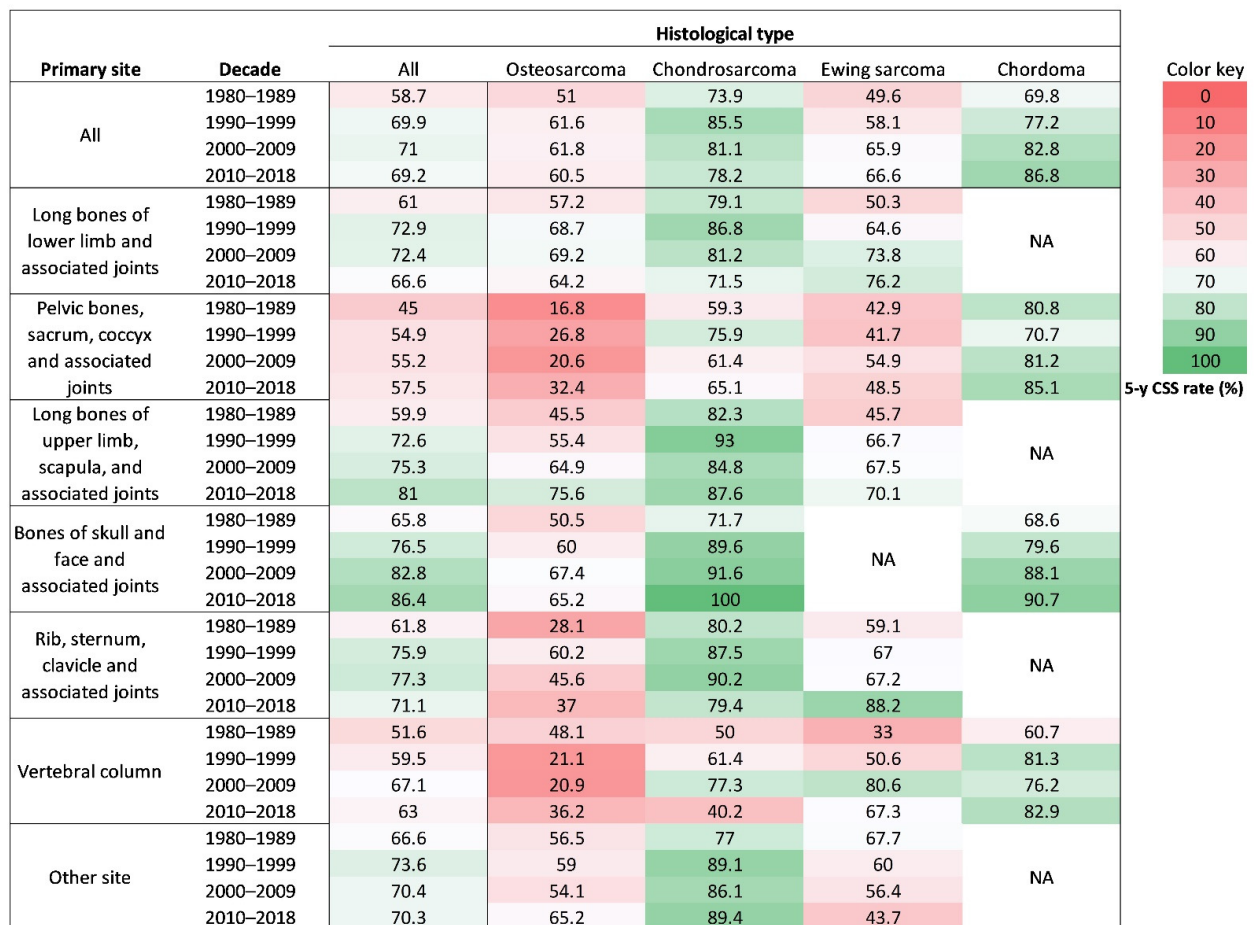 Histological type
Primary site Decade All Osteosarcoma Chondrosarcoma Ewing sarcoma Chordoma Color key
1980–1989 58.7 51 73.9 49.6 69.8 0
All 1990–1999 69.9 61.6 85.5 58.1 77.2 10
2000–2009 71 61.8 81.1 65.9 82.8 20
2010–2018 69.2 60.5 78.2 66.6 86.8 30
Long bones of 1980–1989 61 57.2 79.1 50.3 40
lower limb and 1990–1999 72.9 68.7 86.8 64.6 NA 50
associated joints 2000–2009 72.4 69.2 81.2 73.8 60
2010–2018 66.6 64.2 71.5 76.2 70
Pelvic bones, 1980–1989 45 16.8 59.3 42.9 80.8 80
sacrum, coccyx 1990–1999 54.9 26.8 75.9 41.7 70.7 90
and associated 2000–2009 55.2 20.6 61.4 54.9 81.2 100
joints 2010–2018 57.5 32.4 65.1 48.5 85.1 5-y CSS rate (%)
Long bones of 1980–1989 59.9 45.5 82.3 45.7
upper limb, 1990–1999 72.6 55.4 93 66.7 NA
scapula, and 2000–2009 75.3 64.9 84.8 67.5
associated joints 2010–2018 81 75.6 87.6 70.1
Bones of skull and 1980–1989 65.8 50.5 71.7 68.6
face and 1990–1999 76.5 60 89.6 NA 79.6
associated joints 2000–2009 82.8 67.4 91.6 88.1
2010–2018 86.4 65.2 100 90.7
Rib, sternum, 1980–1989 61.8 28.1 80.2 59.1
clavicle and 1990–1999 75.9 60.2 87.5 67 NA
associated joints 2000–2009 77.3 45.6 90.2 67.2
2010–2018 71.1 37 79.4 88.2
1980–1989 51.6 48.1 50 33 60.7
Vertebral column 1990–1999 59.5 21.1 61.4 50.6 81.3
2000–2009 67.1 20.9 77.3 80.6 76.2
2010–2018 63 36.2 40.2 67.3 82.9
1980–1989 66.6 56.5 77 67.7
Other site 1990–1999 73.6 59 89.1 60 NA
2000–2009 70.4 54.1 86.1 56.4
2010–2018 70.3 65.2 89.4 43.7